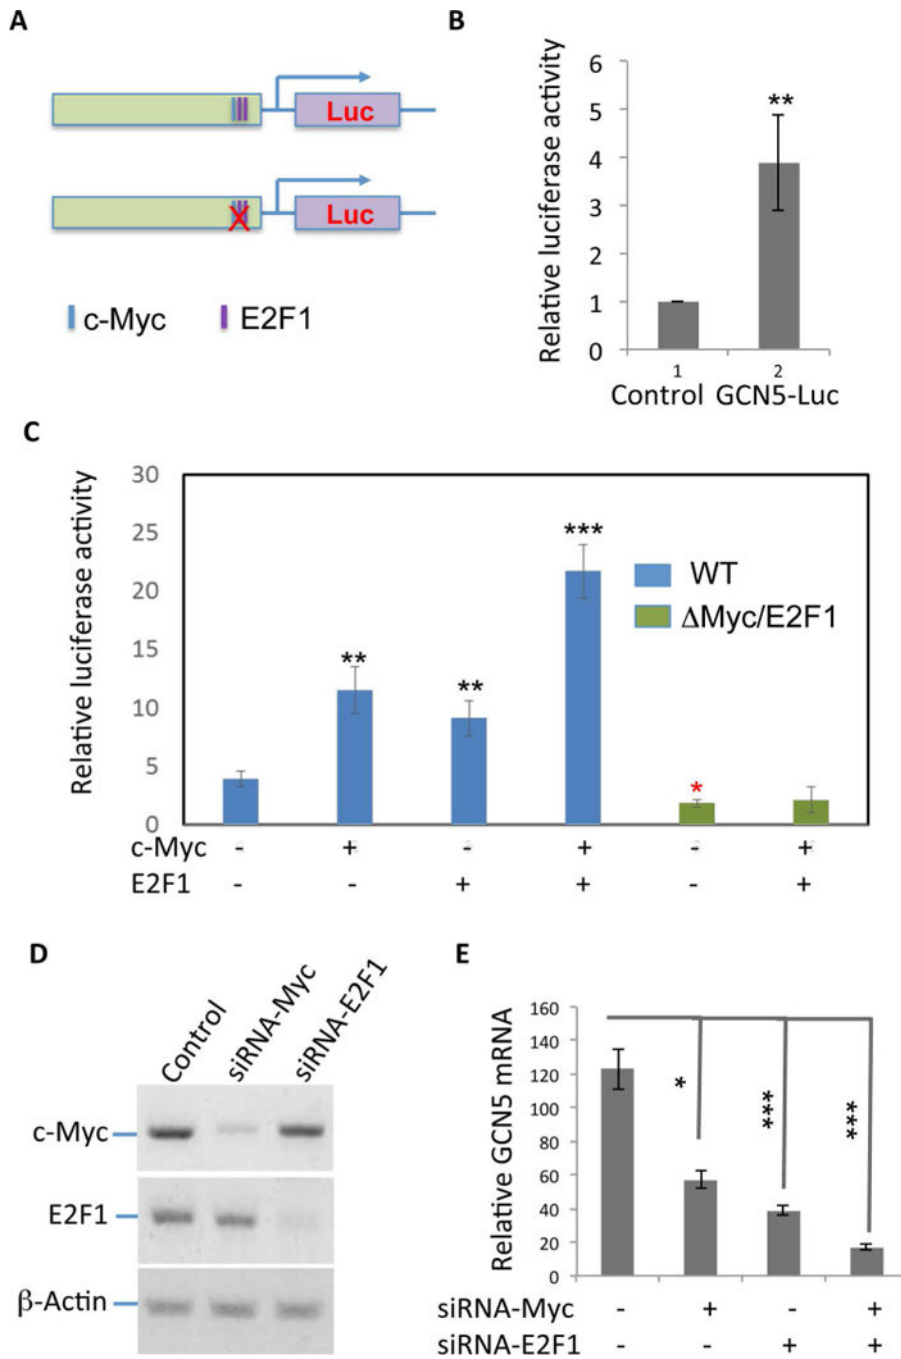 A
Luc
Luc
c-Myc E2F1
B
Relative luciferase activity
6
5
4
3
2
1
0
**
1 2
Control GCN5-Luc
C
Relative luciferase activity
30
25
20
15
10
5
0
** ** *** *
WT
ΔMyc/E2F1
c-Myc - + - + - +
E2F1 - - + + - +
D
Control siRNA-Myc siRNA-E2F1
c-Myc
E2F1
β-Actin
E
Relative GCN5 mRNA
160
140
120
100
80
60
40
20
0
* *** ***
siRNA-Myc - + - +
siRNA-E2F1 - - + +